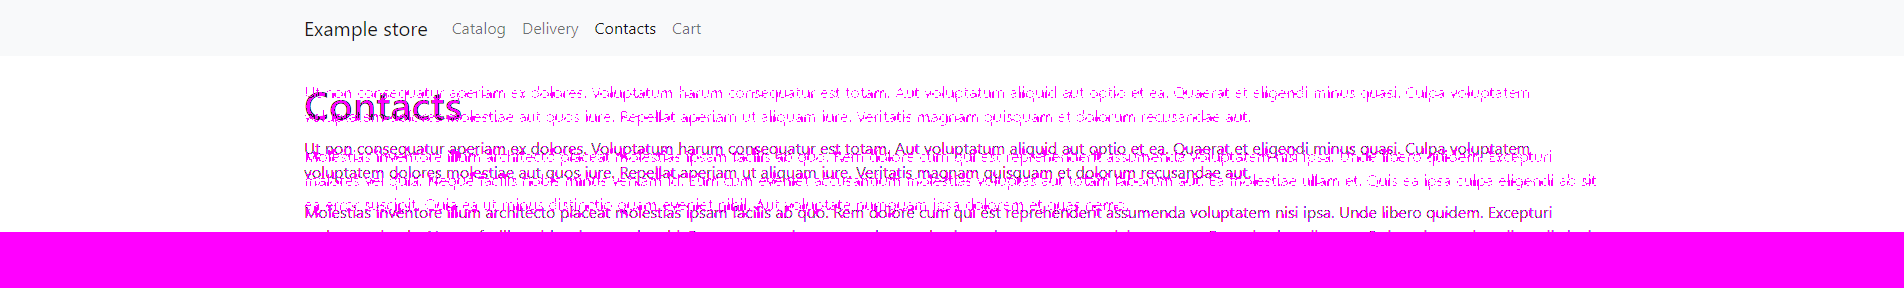 Example store Catalog Delivery Contacts Cart
Ut non consequatur aperiam ex dolores. Voluptatum harum consequatur est totam. Aut voluptatum aliquid aut optio et ea. Quaerat et eligendi minus quasi. Culpa voluptatem
Contacts
voluptatem dolores molestiae aut quos iure. Repellat aperiam ut aliquam iure. Veritatis magnam quisquam et dolorum recusandae aut.
Ut non consequatur aperiam ex dolores. Voluptatum harum consequatur est totam. Aut voluptatum aliquid aut optio et ea. Quaerat et eligendi minus quasi. Culpa voluptatem
Molestias inventore illum architecto placeat molestias ipsam facilis ab quo. Rem dolore cum qui est reprehenderit assumenda voluptatem nisi ipsa. Unde libero quidem. Excepturi
voluptatem dolores molestiae aut quos iure. Repellat aperiam ut aliquam iure. Veritatis magnam quisquam et dolorum recusandae aut.
maiores vel quia. Neque facilis nobis minus veniam id. Eum cum eveniet accusantium molestiae voluptas aut totam laborum aut. Ea molestiae ullam et. Quis ea ipsa culpa eligendi ab sit
ea error suscipit. Quia ea ut minus distinctio quam eveniet nihil. Aut voluptate numquam ipsa dolorem et quas
Molestias inventore illum architecto placeat molestias ipsam facilis ab quo. Rem dolore cum qui est reprehenderit assumenda voluptatem nisi ipsa. Unde libero quidem. Excepturi